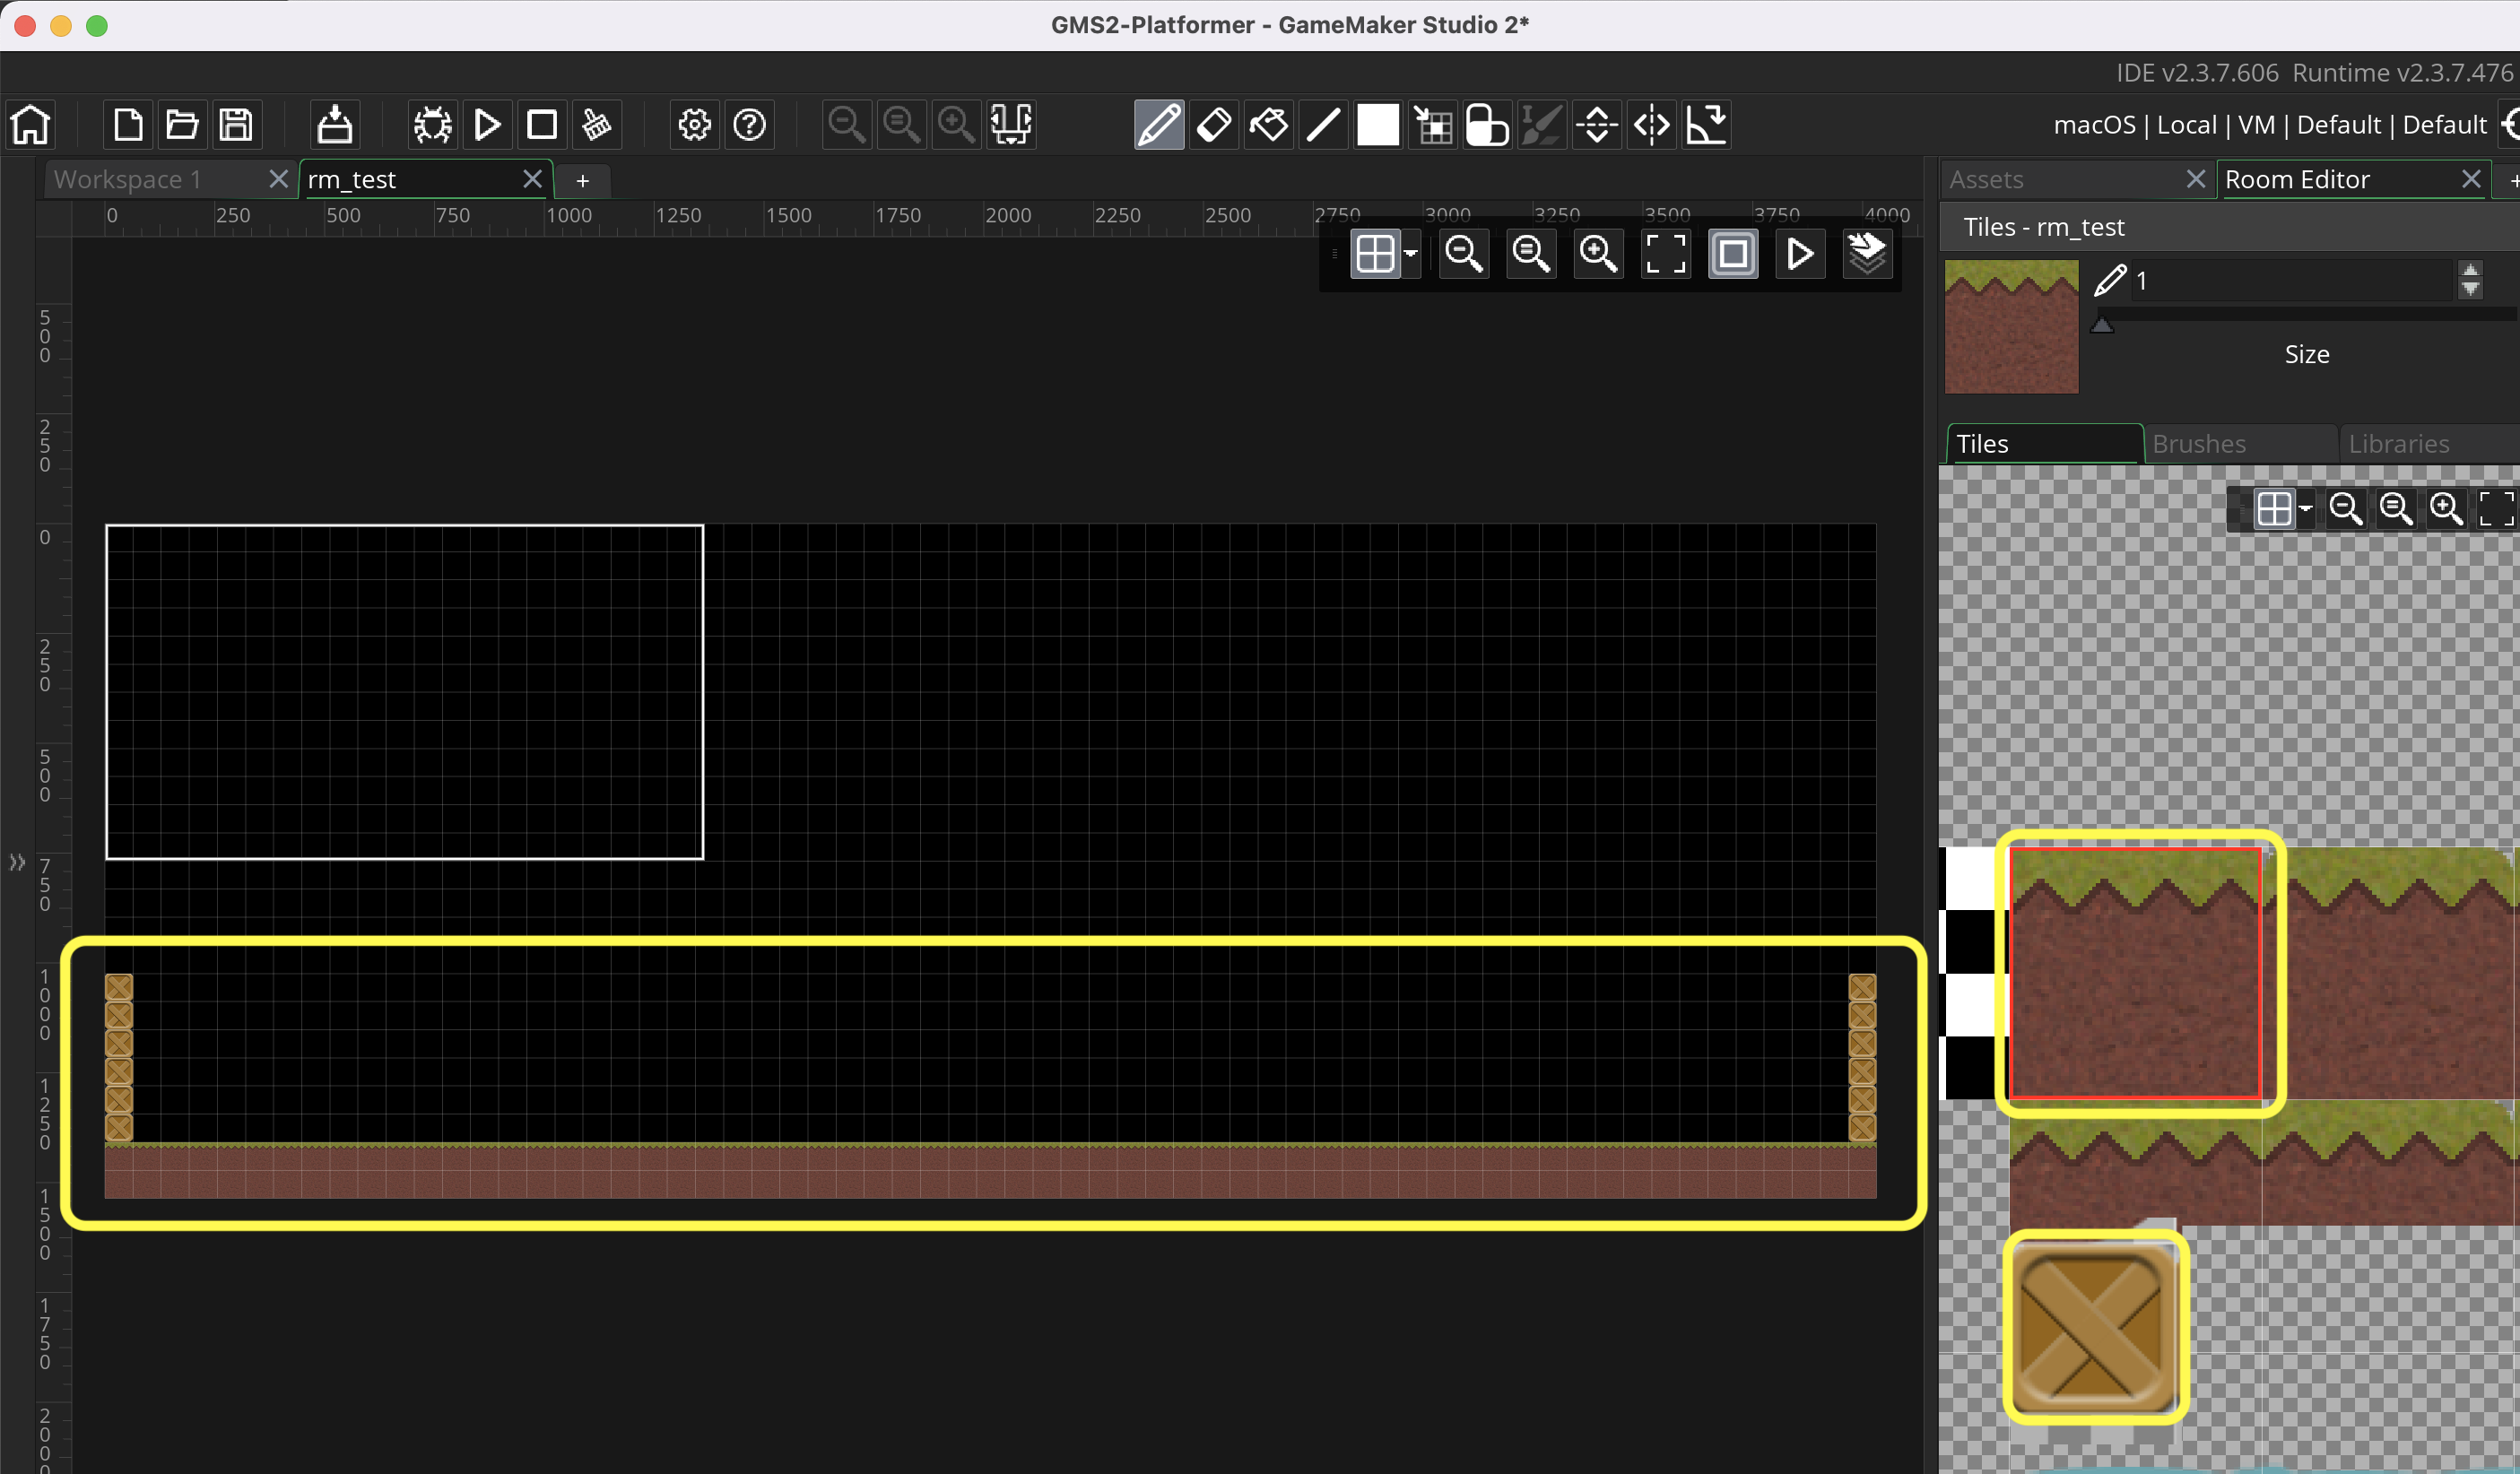 GMS2-Platformer - GameMaker Studio 2*
IDE v2.3.7.606 Runtime v2.3.7.476
macOS | Local | VM | Default | Default
Workspace 1
rm_test
+
Assets
Room Editor
+
0 250 500 750 1000 1250 1500 1750 2000 2250 2500 2750 3000 3250 3500 3750 4000
Tiles - rm_test
1
Size
Tiles
Brushes
Libraries
500
250
0
250
500
750
1000
1250
1500
1750
2000